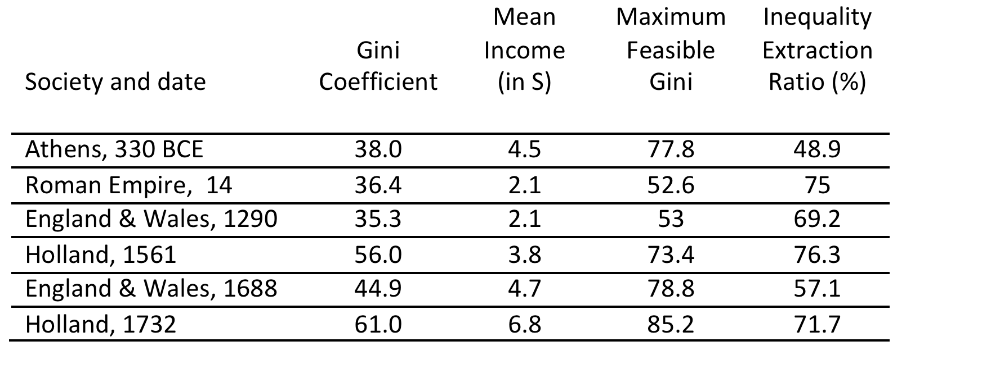 Society and date Gini Coefficient Mean Income (in S) Maximum Feasible Gini Inequality Extraction Ratio (%)
Athens, 330 BCE 38.0 4.5 77.8 48.9
Roman Empire, 14 36.4 2.1 52.6 75
England & Wales, 1290 35.3 2.1 53 69.2
Holland, 1561 56.0 3.8 73.4 76.3
England & Wales, 1688 44.9 4.7 78.8 57.1
Holland, 1732 61.0 6.8 85.2 71.7